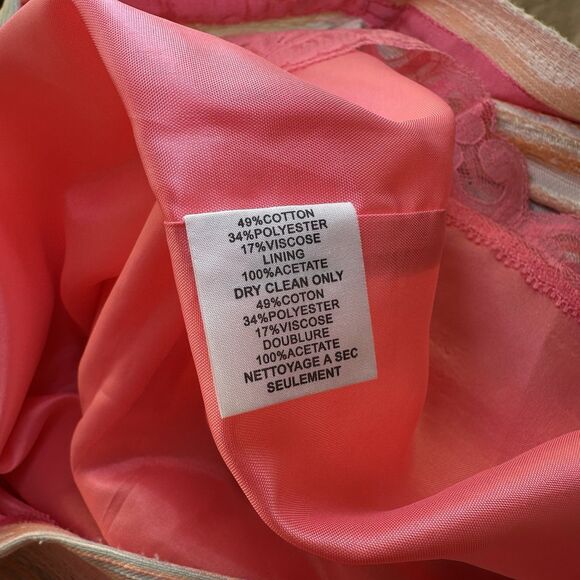 49%COTTON
34%POLYESTER
17%VISCOSE
LINING
100%ACETATE
DRY CLEAN ONLY
49%COTON
34%POLYESTER
17%VISCOSE
DOUBLURE
100%ACETATE
NETTOYAGE A SEC
SEULEMENT